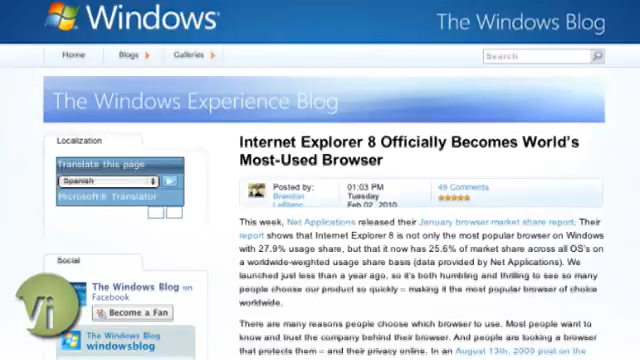 Windows®
The Windows Blog
Home Blogs Galleries
Search
The Windows Experience Blog
Localization
Translate this page
Spanish
Microsoft® Translator
Social
The Windows Blog on
Facebook
Become a Fan
The Windows Blog
windowsblog
Vi
Internet Explorer 8 Officially Becomes World's
Most-Used Browser
Posted by:
Brandon
LeBlanc
01:03 PM
Tuesday
Feb 02, 2010
49 Comments
This week, Net Applications released their January browser market share report. Their
report shows that Internet Explorer 8 is not only the most popular browser on Windows
with 27.9% usage share, but that it now has 25.6% of market share across all OS's on
a worldwide-weighted usage share basis (data provided by Net Applications). We
launched just less than a year ago, so it's both humbling and thrilling to see so many
people choose our product so quickly – making it the most popular browser of choice
worldwide.
There are many reasons people choose which browser to use. Most people want to
know and trust the company behind their browser. And people are looking a browser
that protects them – and their privacy online. In an August 13th, 2009 post on the